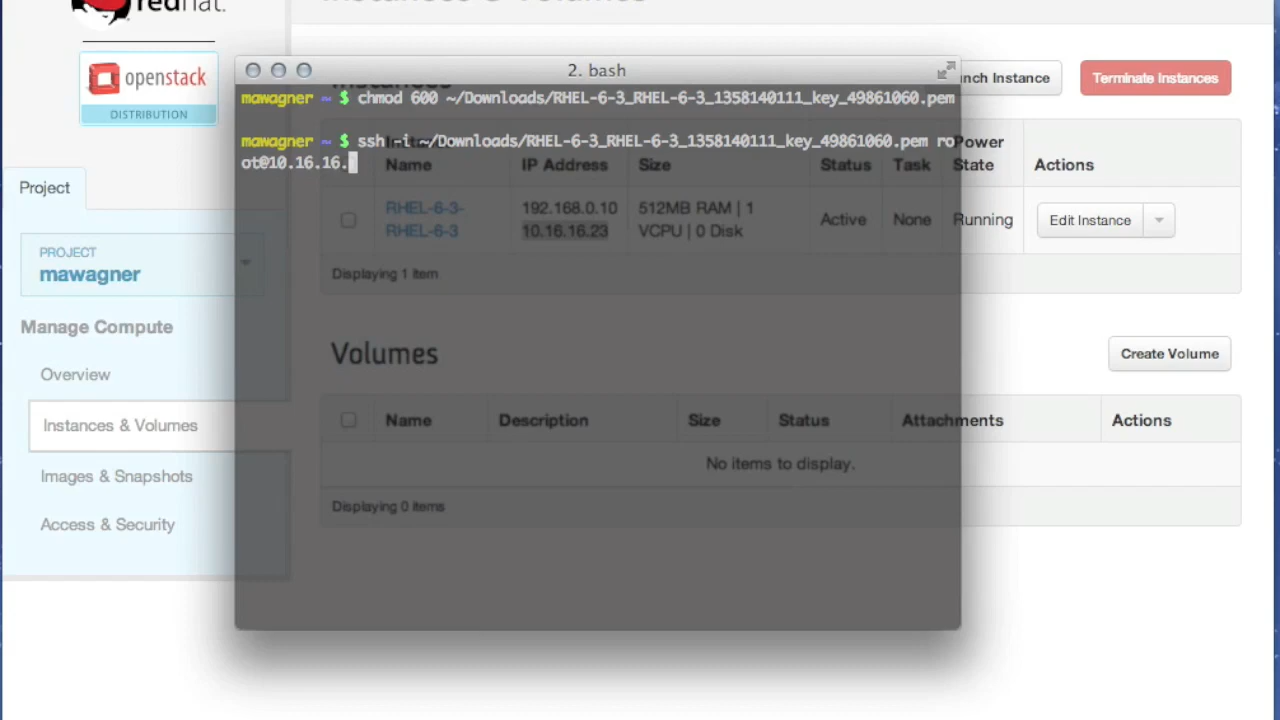 redhat.
Instances & Volumes
openstack
DISTRIBUTION
2. bash
nch Instance
Terminate Instances
mawagner ~ $ chmod 600 ~/Downloads/RHEL-6-3_RHEL-6-3_1358140111_key_49861060.pem
mawagner ~ $ ssh -i ~/Downloads/RHEL-6-3_RHEL-6-3_1358140111_key_49861060.pem ro
ot@10.16.16.
Instances
Instance Name
IP Address
Size
Status
Task
Power State
Actions
RHEL-6-3-
RHEL-6-3
192.168.0.10
10.16.16.23
512MB RAM | 1
VCPU | 0 Disk
Active
None
Running
Edit Instance
Displaying 1 item
Project
PROJECT
mawagner
Manage Compute
Overview
Instances & Volumes
Images & Snapshots
Access & Security
Volumes
Create Volume
Name
Description
Size
Status
Attachments
Actions
No items to display.
Displaying 0 items